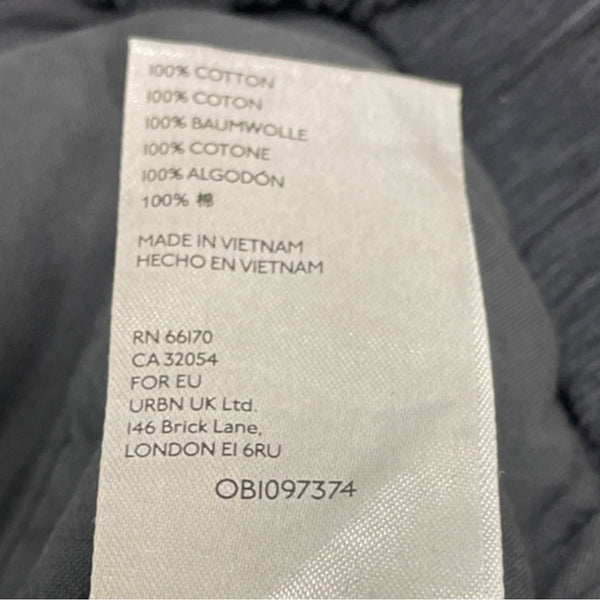 100% COTTON
100% COTON
100% BAUMWOLLE
100% COTONE
100% ALGODÓN
100% 棉
MADE IN VIETNAM
HECHO EN VIETNAM
RN 66170
CA 32054
FOR EU
URBN UK Ltd.
146 Brick Lane,
LONDON E1 6RU
OB1097374